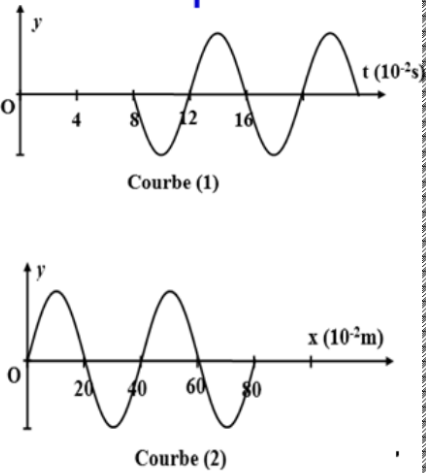 y
t (10⁻²s)
O
4 8 12 16
Courbe (1)
y
x (10⁻²m)
O
20 40 60 80
Courbe (2)